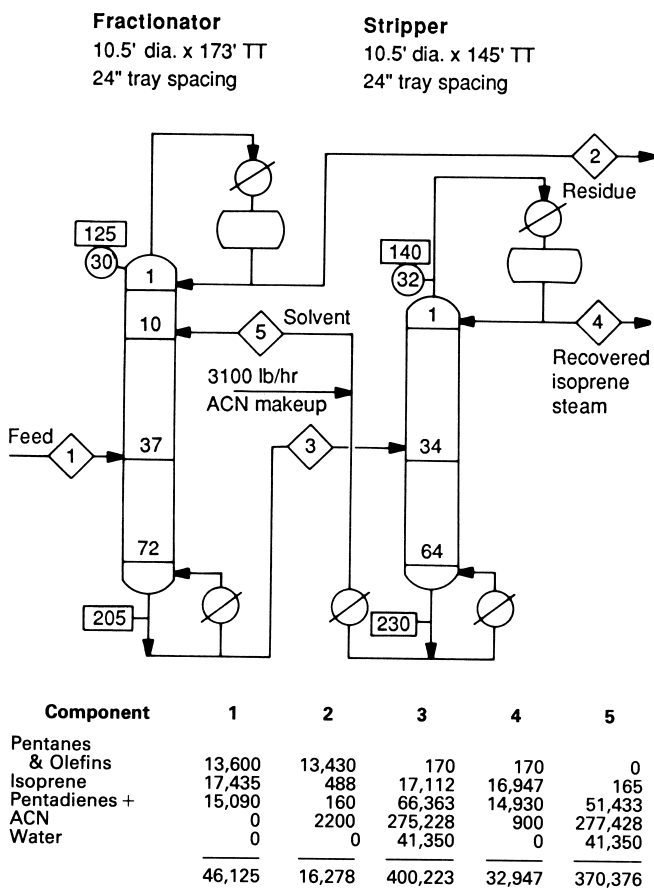 Fractionator
10.5' dia. x 173' TT
24" tray spacing
Stripper
10.5' dia. x 145' TT
24" tray spacing
2
Residue
125
30
1
140
32
1
10
5
Solvent
4
Recovered
isoprene
steam
3100 lb/hr
ACN makeup
Feed
1
37
3
34
72
64
205
230
Component 1 2 3 4 5
Pentanes
& Olefins 13,600 13,430 170 170 0
Isoprene 17,435 488 17,112 16,947 165
Pentadienes + 15,090 160 66,363 14,930 51,433
ACN 0 2200 275,228 900 277,428
Water 0 0 41,350 0 41,350
46,125 16,278 400,223 32,947 370,376